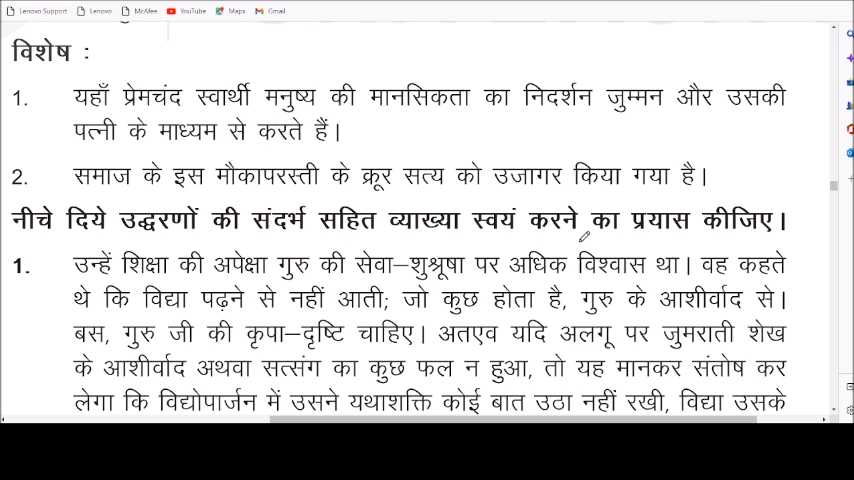 Lenovo Support Lenovo McAfee YouTube Maps Gmail
विशेष :
1. यहाँ प्रेमचंद स्वार्थी मनुष्य की मानसिकता का निदर्शन जुम्मन और उसकी
पत्नी के माध्यम से करते हैं।
2. समाज के इस मौकापरस्ती के क्रूर सत्य को उजागर किया गया है।
नीचे दिये उद्धरणों की संदर्भ सहित व्याख्या स्वयं करने का प्रयास कीजिए।
1. उन्हें शिक्षा की अपेक्षा गुरु की सेवा–शुश्रूषा पर अधिक विश्वास था। वह कहते
थे कि विद्या पढ़ने से नहीं आती; जो कुछ होता है, गुरु के आशीर्वाद से।
बस, गुरु जी की कृपा–दृष्टि चाहिए। अतएव यदि अलगू पर जुमराती शेख
के आशीर्वाद अथवा सत्संग का कुछ फल न हुआ, तो यह मानकर संतोष कर
लेगा कि विद्योपार्जन में उसने यथाशक्ति कोई बात उठा नहीं रखी, विद्या उसके